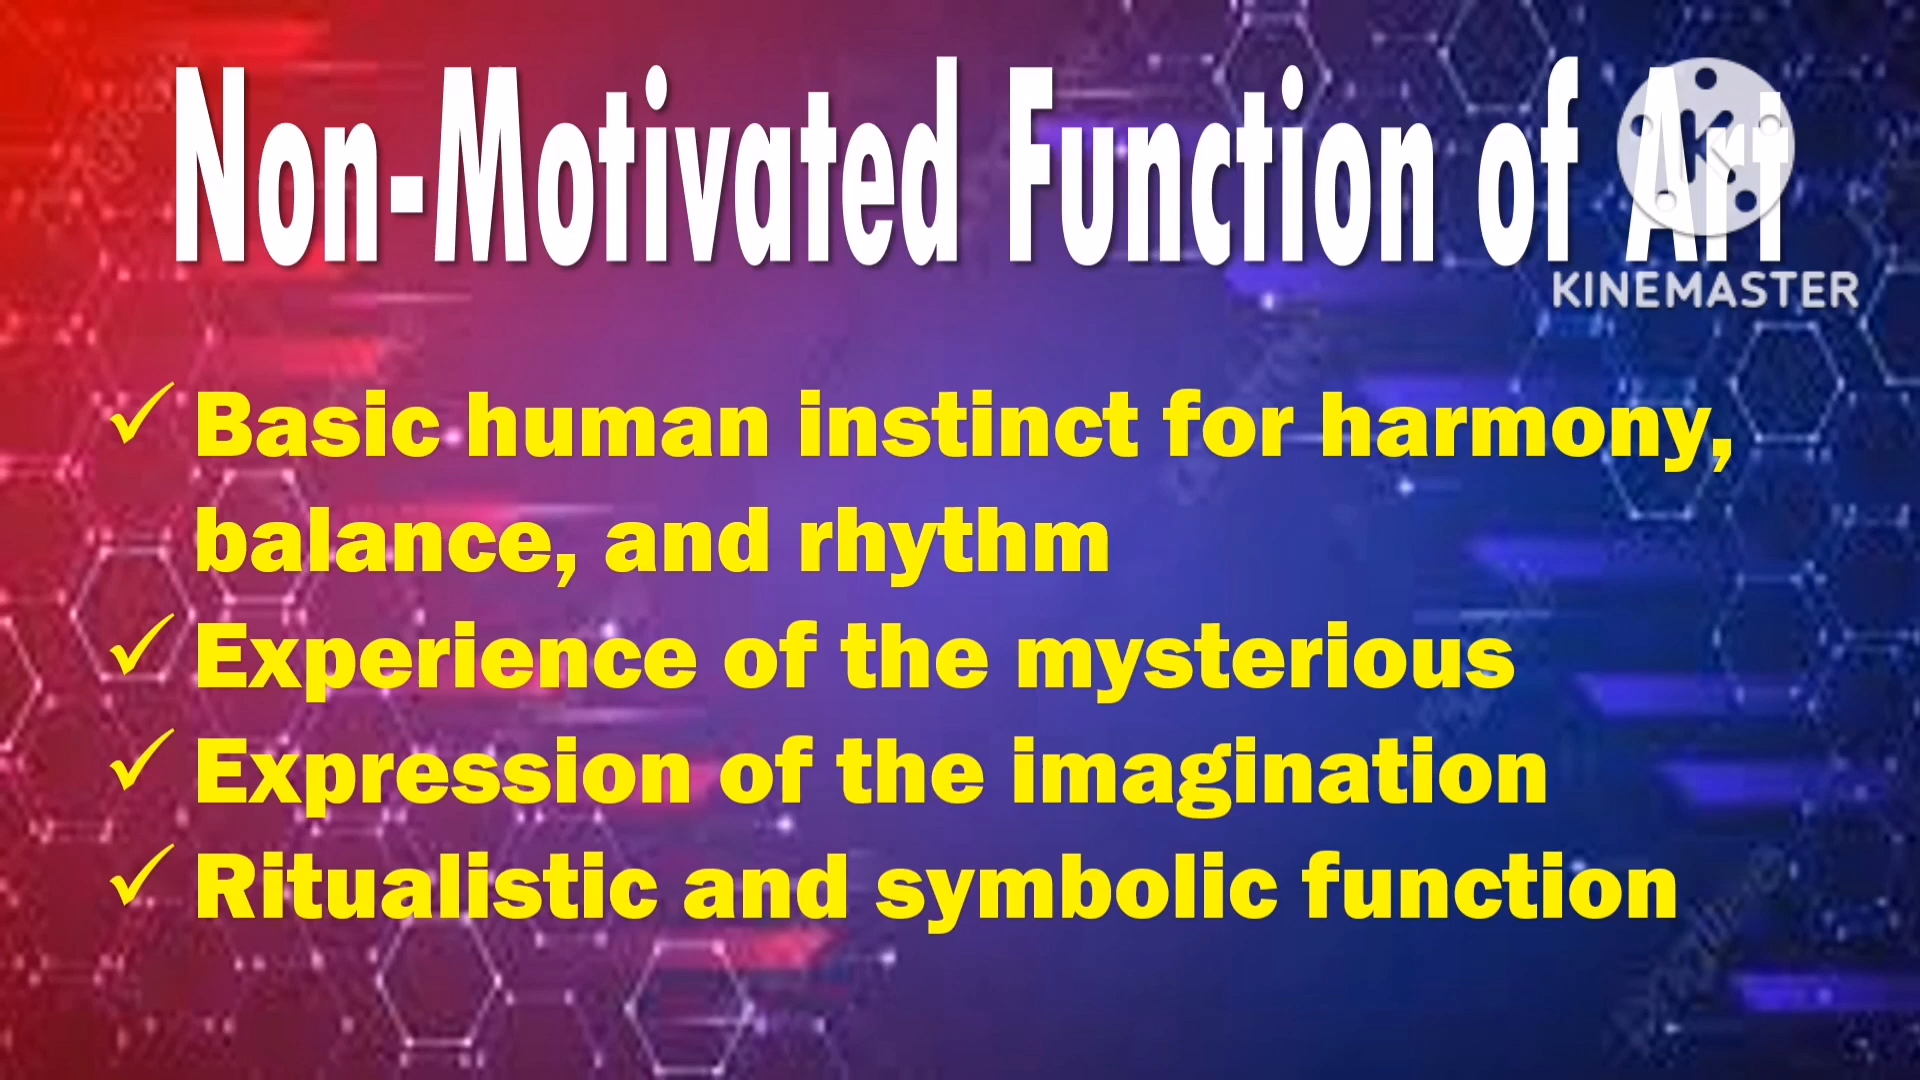 Non-Motivated Function of Art
KINEMASTER
✓ Basic human instinct for harmony,
balance, and rhythm
✓ Experience of the mysterious
✓ Expression of the imagination
✓ Ritualistic and symbolic function